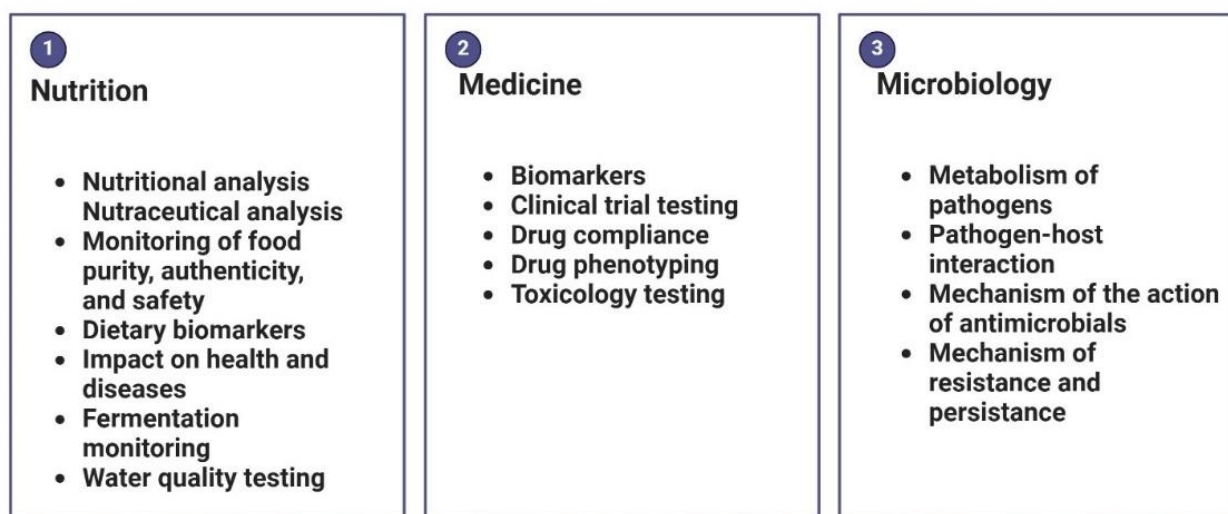 1
Nutrition
• Nutritional analysis
Nutraceutical analysis
• Monitoring of food
purity, authenticity,
and safety
• Dietary biomarkers
• Impact on health and
diseases
• Fermentation
monitoring
• Water quality testing
2
Medicine
• Biomarkers
• Clinical trial testing
• Drug compliance
• Drug phenotyping
• Toxicology testing
3
Microbiology
• Metabolism of
pathogens
• Pathogen-host
interaction
• Mechanism of the action
of antimicrobials
• Mechanism of
resistance and
persistance